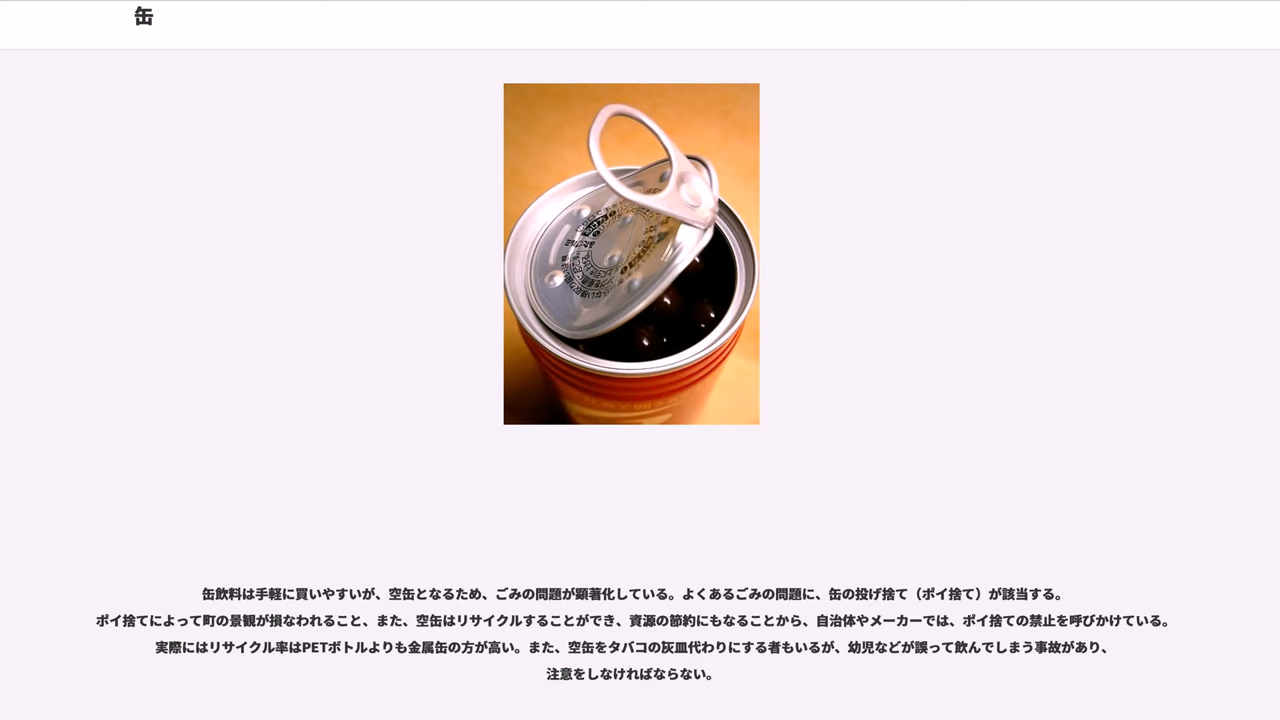 缶
缶飲料は手軽に買いやすいが、空缶となるため、ごみの問題が顕著化している。よくあるごみの問題に、缶の投げ捨て（ポイ捨て）が該当する。
ポイ捨てによって町の景観が損なわれること、また、空缶はリサイクルすることができ、資源の節約にもなることから、自治体やメーカーでは、ポイ捨ての禁止を呼びかけている。
実際にはリサイクル率はPETボトルよりも金属缶の方が高い。また、空缶をタバコの灰皿代わりにする者もいるが、幼児などが誤って飲んでしまう事故があり、
注意をしなければならない。